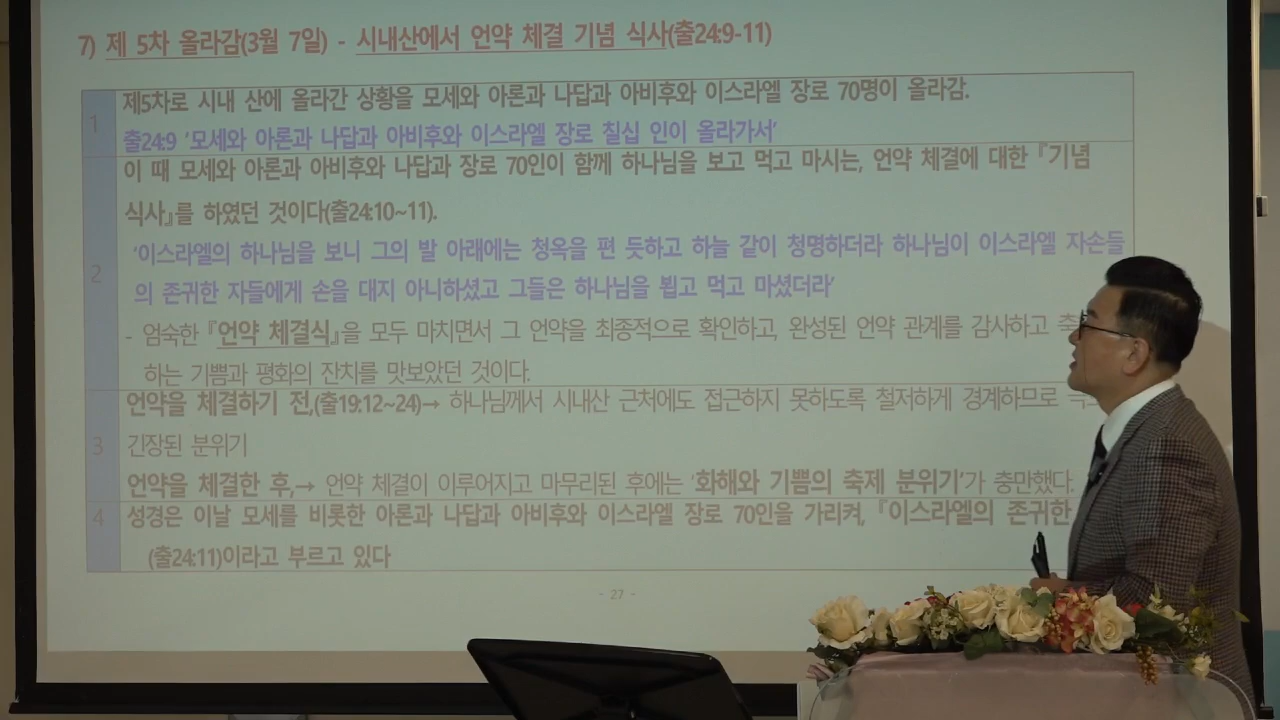 7) 제 5차 올라감(3월 7일) - 시내산에서 언약 체결 기념 식사(출24:9-11)
1
제5차로 시내 산에 올라간 상황을 모세와 아론과 나답과 아비후와 이스라엘 장로 70명이 올라감.
출24:9 '모세와 아론과 나답과 아비후와 이스라엘 장로 칠십 인이 올라가서'
이 때 모세와 아론과 아비후와 나답과 장로 70인이 함께 하나님을 보고 먹고 마시는, 언약 체결에 대한 『기념
식사』를 하였던 것이다(출24:10~11).
2
'이스라엘의 하나님을 보니 그의 발 아래에는 청옥을 편 듯하고 하늘 같이 청명하더라 하나님이 이스라엘 자손들
의 존귀한 자들에게 손을 대지 아니하셨고 그들은 하나님을 뵙고 먹고 마셨더라'
- 엄숙한 『언약 체결식』을 모두 마치면서 그 언약을 최종적으로 확인하고, 완성된 언약 관계를 감사하고
하는 기쁨과 평화의 잔치를 맛보았던 것이다.
언약을 체결하기 전,(출19:12~24)→ 하나님께서 시내산 근처에도 접근하지 못하도록 철저하게 경계하므로
3
긴장된 분위기
언약을 체결한 후,→ 언약 체결이 이루어지고 마무리된 후에는 '화해와 기쁨의 축제 분위기'가 충만했다.
4
성경은 이날 모세를 비롯한 아론과 나답과 아비후와 이스라엘 장로 70인을 가리켜, 『이스라엘의 존귀한
(출24:11)이라고 부르고 있다
- 27 -